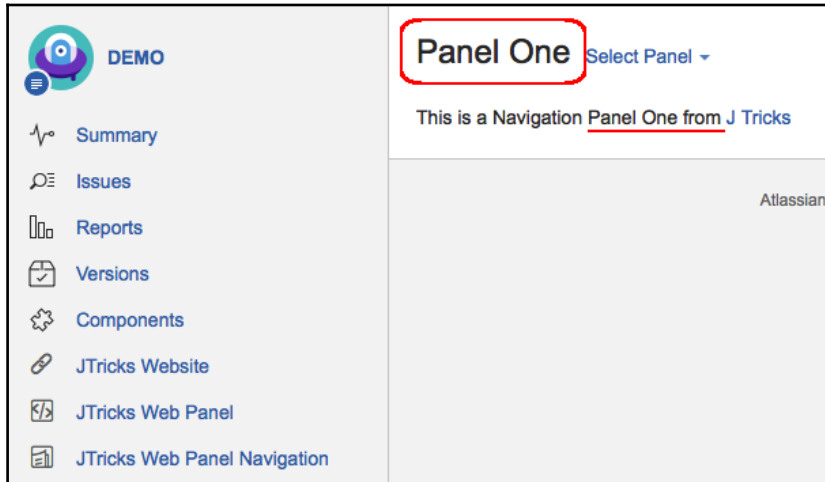 DEMO
Summary
Issues
Reports
Versions
Components
JTricks Website
JTricks Web Panel
JTricks Web Panel Navigation
Panel One Select Panel
This is a Navigation Panel One from J Tricks
Atlassian